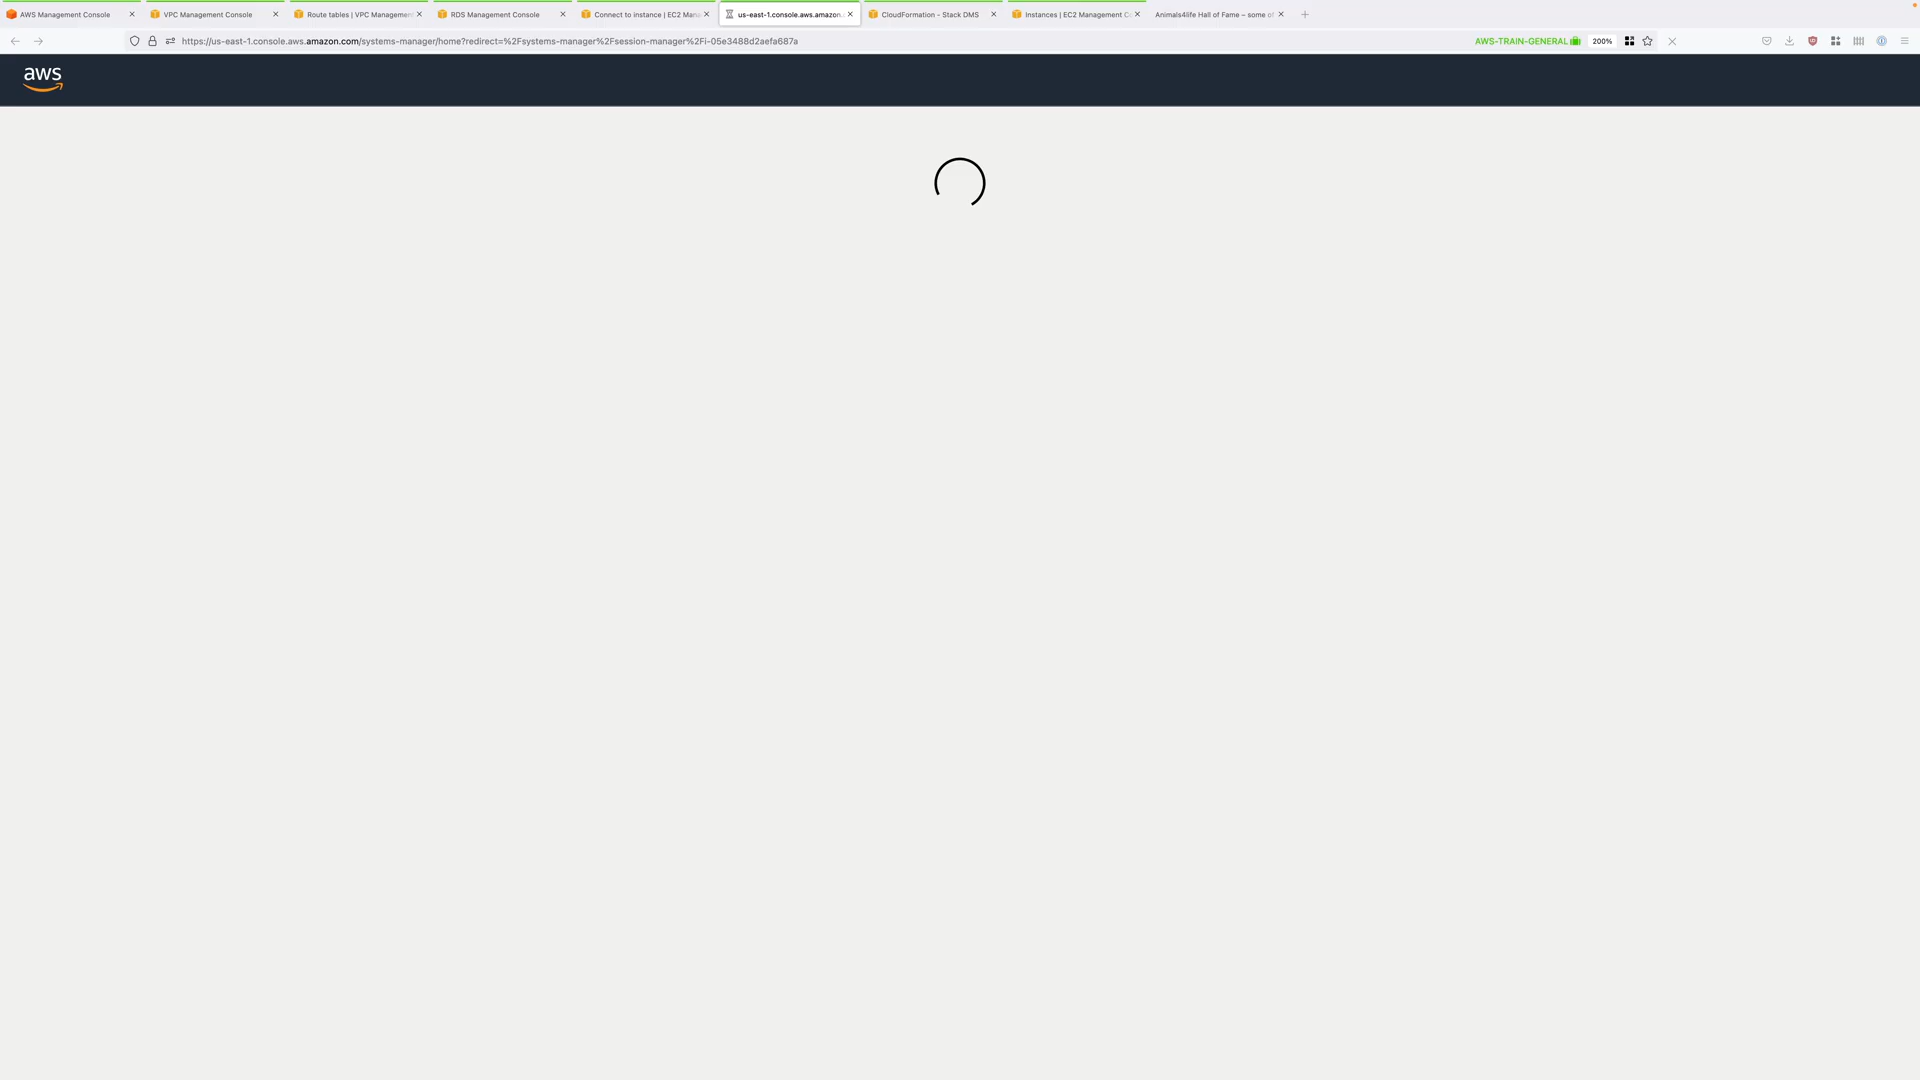 AWS Management Console
VPC Management Console
Route tables | VPC Managemen
RDS Management Console
Connect to instance | EC2 Mana
us-east-1.console.aws.amazon.
CloudFormation - Stack DMS
Instances | EC2 Management Co
Animals4life Hall of Fame – some of
https://us-east-1.console.aws.amazon.com/systems-manager/home?redirect=%2Fsystems-manager%2Fsession-manager%2Fi-05e3488d2aefa687a
AWS-TRAIN-GENERAL
200%
aws